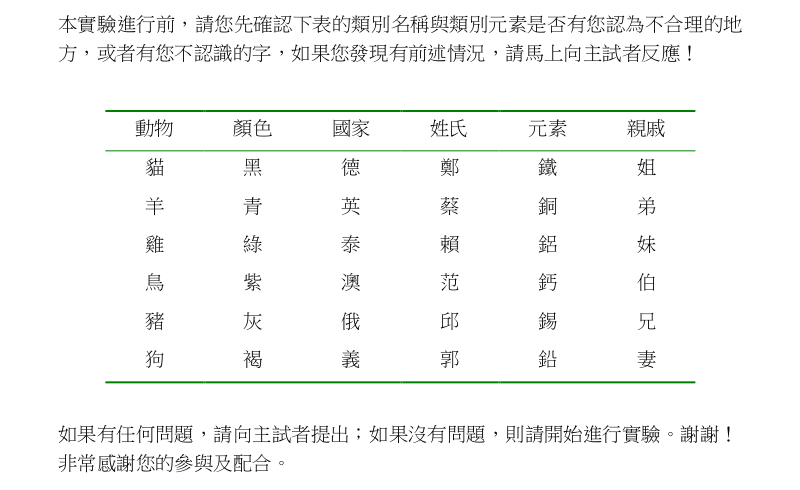 本實驗進行前，請您先確認下表的類別名稱與類別元素是否有您認為不合理的地
方，或者有您不認識的字，如果您發現有前述情況，請馬上向主試者反應！
動物 顏色 國家 姓氏 元素 親戚
貓 黑 德 鄭 鐵 姐
羊 青 英 蔡 銅 弟
雞 綠 泰 賴 鋁 妹
鳥 紫 澳 范 鈣 伯
豬 灰 俄 邱 錫 兄
狗 褐 義 郭 鉛 妻
如果有任何問題，請向主試者提出；如果沒有問題，則請開始進行實驗。謝謝！
非常感謝您的參與及配合。